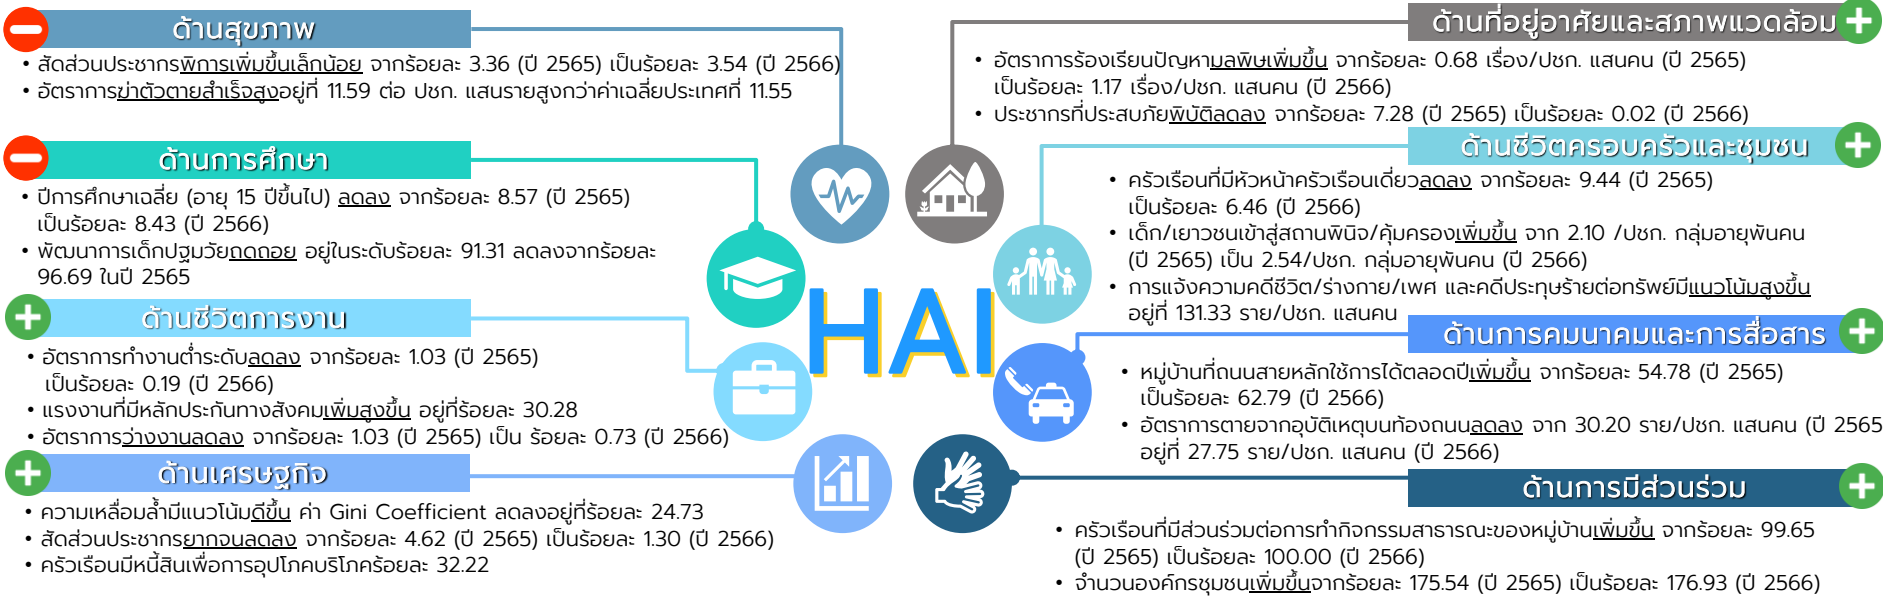 ด้านสุขภาพ
• สัดส่วนประชากรพิการเพิ่มขึ้นเล็กน้อย จากร้อยละ 3.36 (ปี 2565) เป็นร้อยละ 3.54 (ปี 2566)
• อัตราการฆ่าตัวตายสำเร็จสูงอยู่ที่ 11.59 ต่อ ปชก. แสนรายสูงกว่าค่าเฉลี่ยประเทศที่ 11.55
ด้านการศึกษา
• ปีการศึกษาเฉลี่ย (อายุ 15 ปีขึ้นไป) ลดลง จากร้อยละ 8.57 (ปี 2565)
เป็นร้อยละ 8.43 (ปี 2566)
• พัฒนาการเด็กปฐมวัยถดถอย อยู่ในระดับร้อยละ 91.31 ลดลงจากร้อยละ
96.69 ในปี 2565
ด้านชีวิตการงาน
• อัตราการทำงานต่ำระดับลดลง จากร้อยละ 1.03 (ปี 2565)
เป็นร้อยละ 0.19 (ปี 2566)
• แรงงานที่มีหลักประกันทางสังคมเพิ่มสูงขึ้น อยู่ที่ร้อยละ 30.28
• อัตราการว่างงานลดลง จากร้อยละ 1.03 (ปี 2565) เป็น ร้อยละ 0.73 (ปี 2566)
ด้านเศรษฐกิจ
• ความเหลื่อมล้ำมีแนวโน้มดีขึ้น ค่า Gini Coefficient ลดลงอยู่ที่ร้อยละ 24.73
• สัดส่วนประชากรยากจนลดลง จากร้อยละ 4.62 (ปี 2565) เป็นร้อยละ 1.30 (ปี 2566)
• ครัวเรือนมีหนี้สินเพื่อการอุปโภคบริโภคร้อยละ 32.22
HAI
ด้านที่อยู่อาศัยและสภาพแวดล้อม
• อัตราการร้องเรียนปัญหามลพิษเพิ่มขึ้น จากร้อยละ 0.68 เรื่อง/ปชก. แสนคน (ปี 2565)
เป็นร้อยละ 1.17 เรื่อง/ปชก. แสนคน (ปี 2566)
• ประชากรที่ประสบภัยพิบัติลดลง จากร้อยละ 7.28 (ปี 2565) เป็นร้อยละ 0.02 (ปี 2566)
ด้านชีวิตครอบครัวและชุมชน
• ครัวเรือนที่มีหัวหน้าครัวเรือนเดี่ยวลดลง จากร้อยละ 9.44 (ปี 2565)
เป็นร้อยละ 6.46 (ปี 2566)
• เด็ก/เยาวชนเข้าสู่สถานพินิจ/คุ้มครองเพิ่มขึ้น จาก 2.10 /ปชก. กลุ่มอายุพันคน
(ปี 2565) เป็น 2.54/ปชก. กลุ่มอายุพันคน (ปี 2566)
• การแจ้งความคดีชีวิต/ร่างกาย/เพศ และคดีประทุษร้ายต่อทรัพย์มีแนวโน้มสูงขึ้น
อยู่ที่ 131.33 ราย/ปชก. แสนคน
ด้านการคมนาคมและการสื่อสาร
• หมู่บ้านที่ถนนสายหลักใช้การได้ตลอดปีเพิ่มขึ้น จากร้อยละ 54.78 (ปี 2565)
เป็นร้อยละ 62.79 (ปี 2566)
• อัตราการตายจากอุบัติเหตุบนท้องถนนลดลง จาก 30.20 ราย/ปชก. แสนคน (ปี 2565
อยู่ที่ 27.75 ราย/ปชก. แสนคน (ปี 2566)
ด้านการมีส่วนร่วม
• ครัวเรือนที่มีส่วนร่วมต่อการทำกิจกรรมสาธารณะของหมู่บ้านเพิ่มขึ้น จากร้อยละ 99.65
(ปี 2565) เป็นร้อยละ 100.00 (ปี 2566)
• จำนวนองค์กรชุมชนเพิ่มขึ้นจากร้อยละ 175.54 (ปี 2565) เป็นร้อยละ 176.93 (ปี 2566)